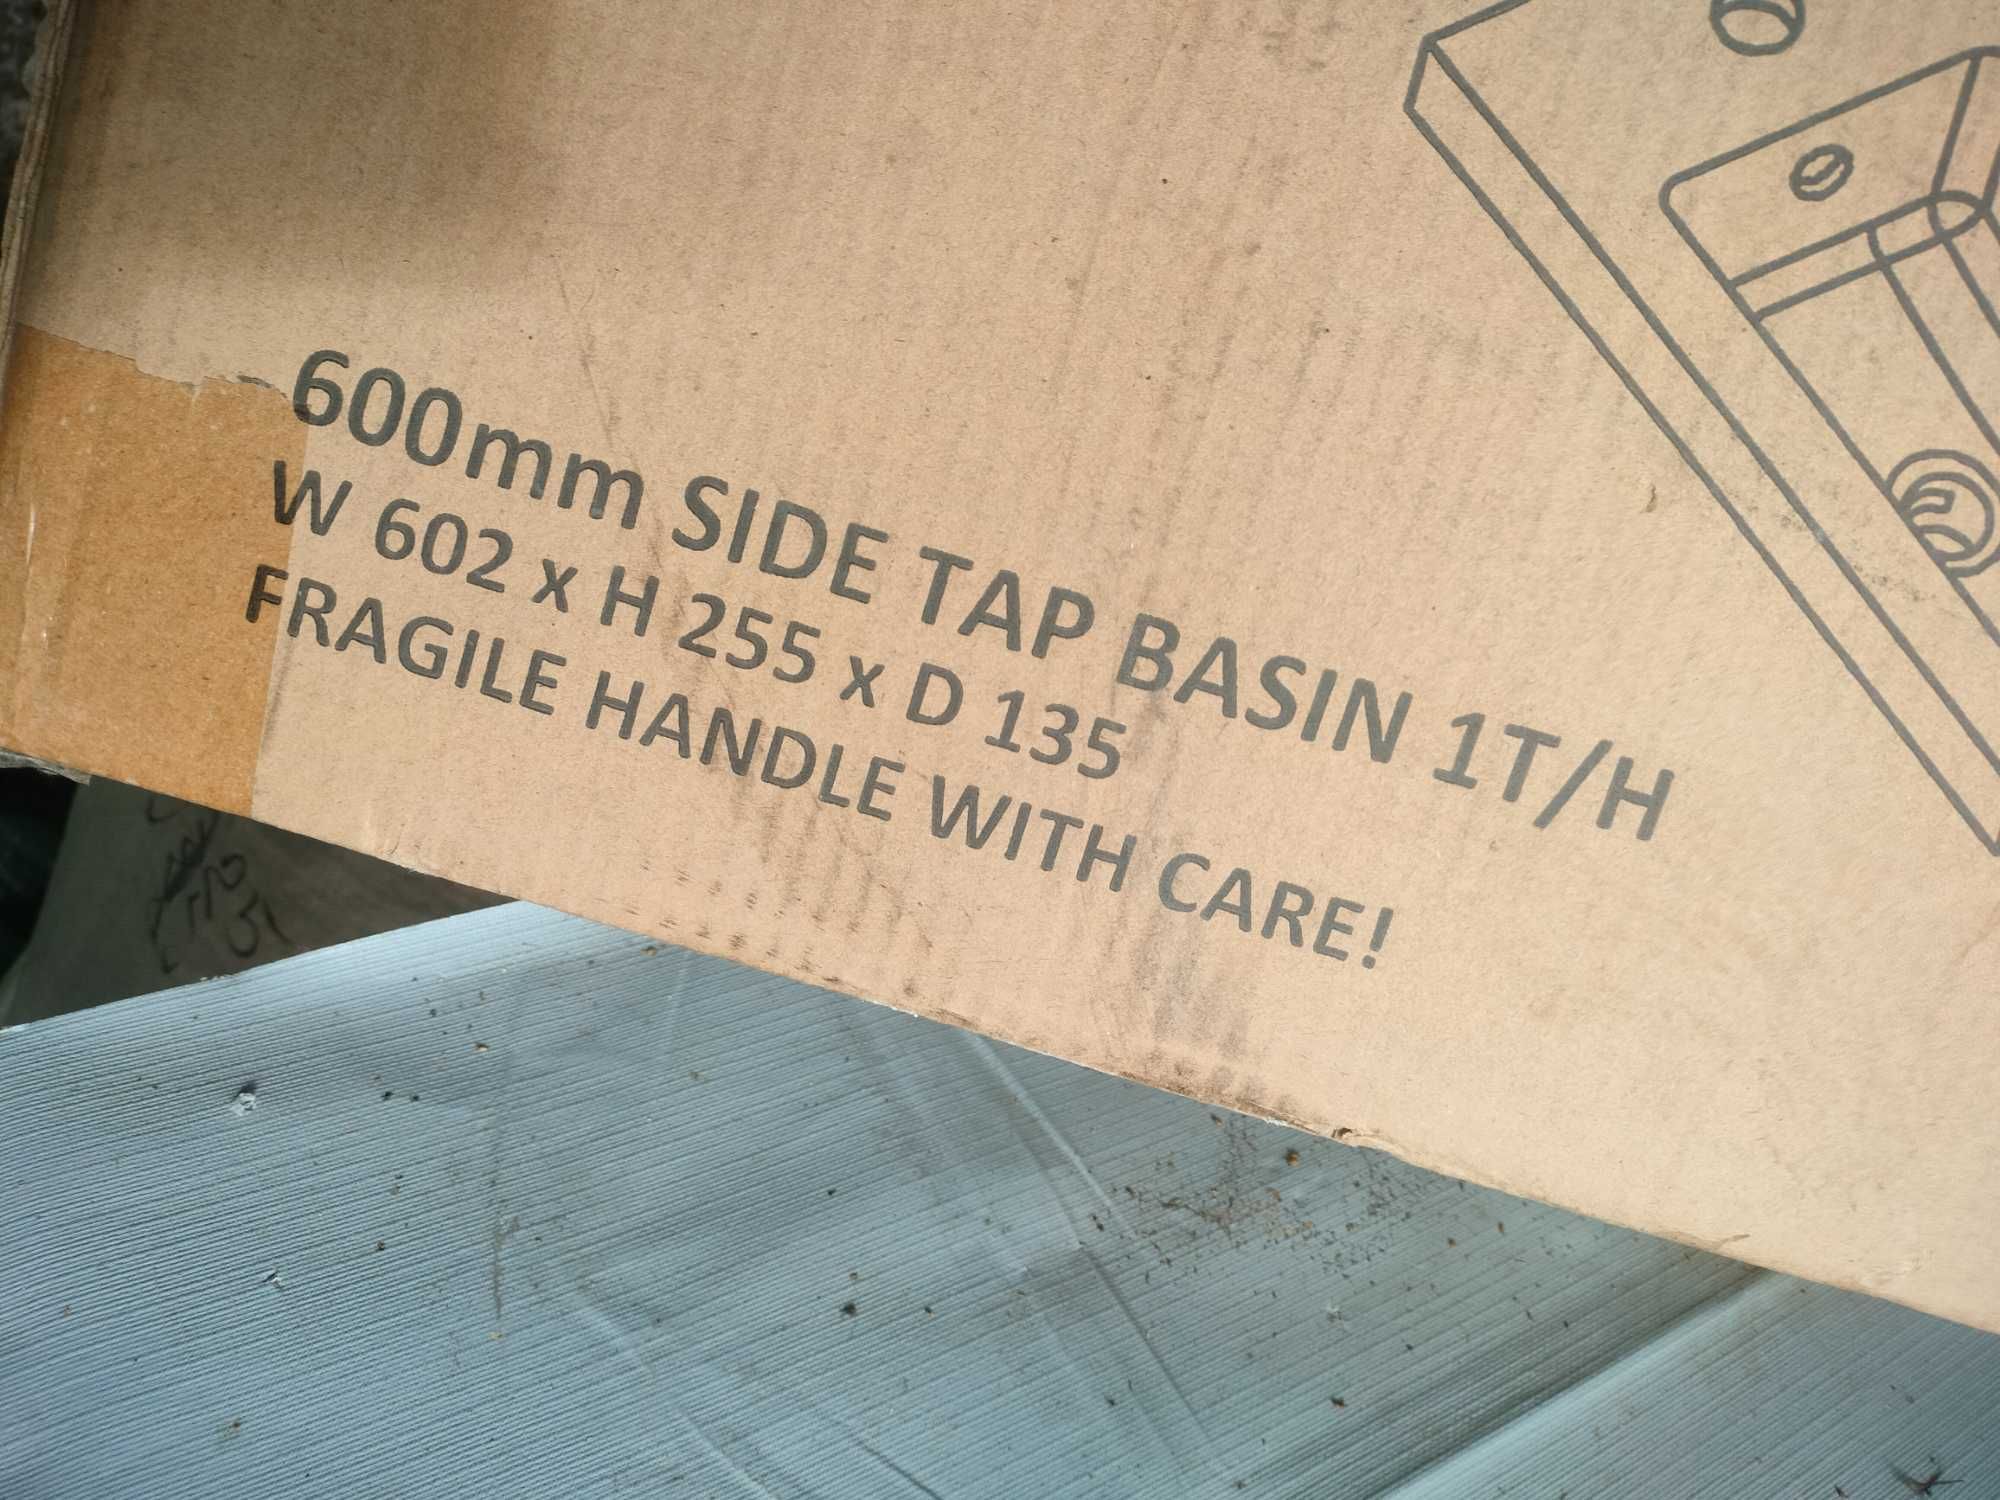 600mm SIDE TAP BASIN 1T/H
W 602 x H 255 x D 135
FRAGILE HANDLE WITH CARE!